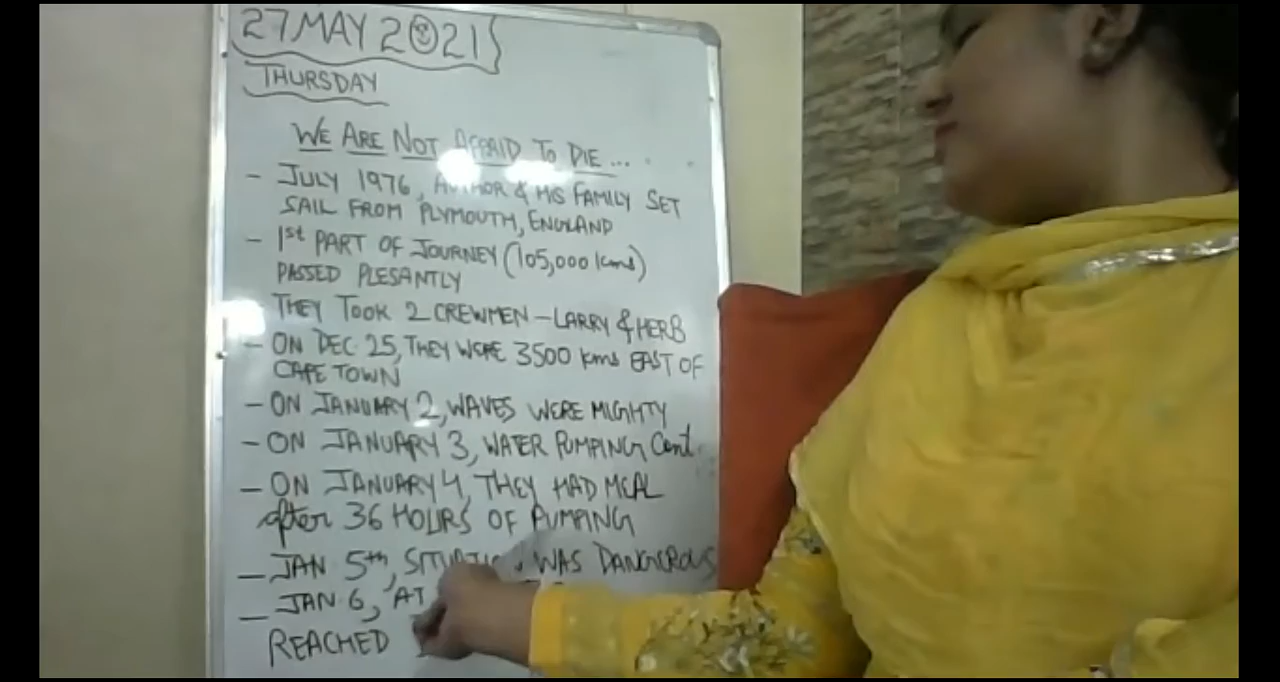 27 MAY 2021
THURSDAY
WE ARE NOT AFRAID TO DIE...
- JULY 1976, AUTHOR & HIS FAMILY SET
SAIL FROM PLYMOUTH, ENGLAND
- 1st PART OF JOURNEY (105,000 kms)
PASSED PLESANTLY
THEY TOOK 2 CREWMEN - LARRY & HERB
- ON DEC 25, THEY WERE 3500 kms EAST OF
CAPE TOWN
- ON JANUARY 2, WAVES WERE MIGHTY
- ON JANUARY 3, WATER PUMPING Cont.
- ON JANUARY 4, THEY HAD MEAL
after 36 HOURS OF PUMPING
- JAN 5th, SITUATION WAS DANGEROUS
- JAN 6, AT
REACHED